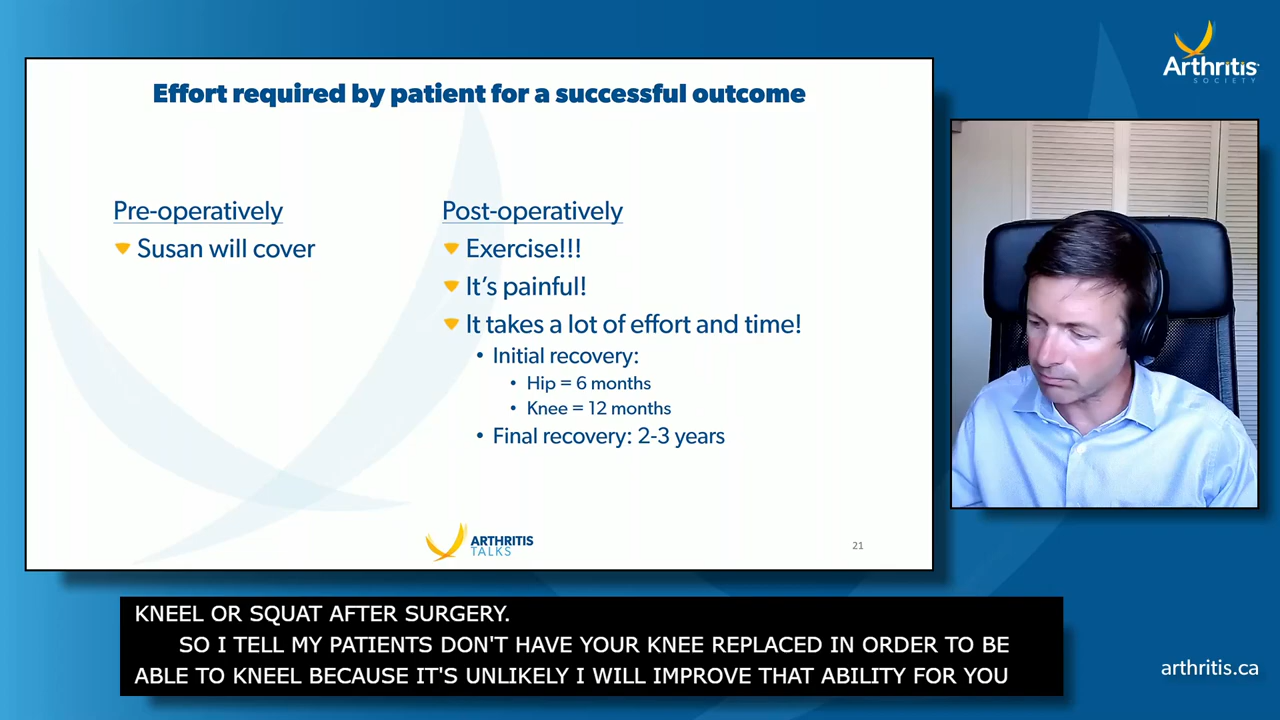 Arthritis
SOCIETY
Effort required by patient for a successful outcome
Pre-operatively
Susan will cover
Post-operatively
Exercise!!!
It's painful!
It takes a lot of effort and time!
• Initial recovery:
• Hip = 6 months
• Knee = 12 months
• Final recovery: 2-3 years
ARTHRITIS
TALKS
21
KNEEL OR SQUAT AFTER SURGERY.
SO I TELL MY PATIENTS DON'T HAVE YOUR KNEE REPLACED IN ORDER TO BE
ABLE TO KNEEL BECAUSE IT'S UNLIKELY I WILL IMPROVE THAT ABILITY FOR YOU
arthritis.ca